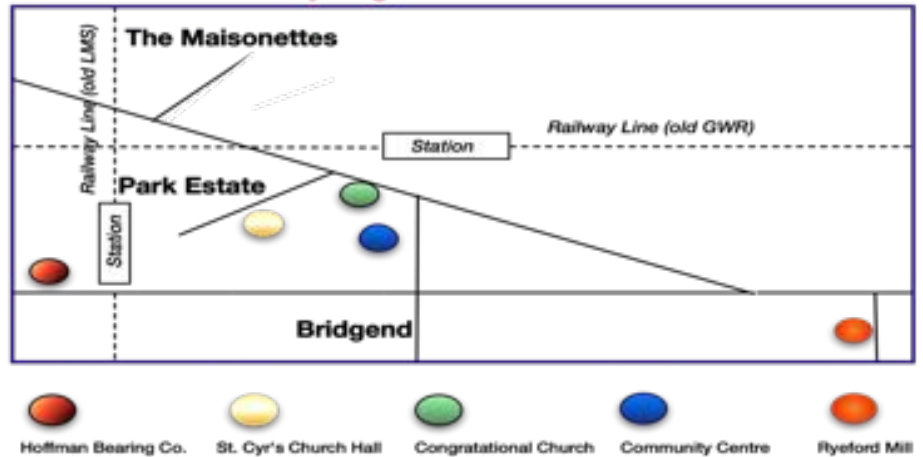 The Maisonettes
Railway Line (old LMS)
Railway Line (old GWR)
Station
Park Estate
Station
Bridgend
Hoffman Bearing Co.
St. Cyr's Church Hall
Congratational Church
Community Centre
Ryeford Mill